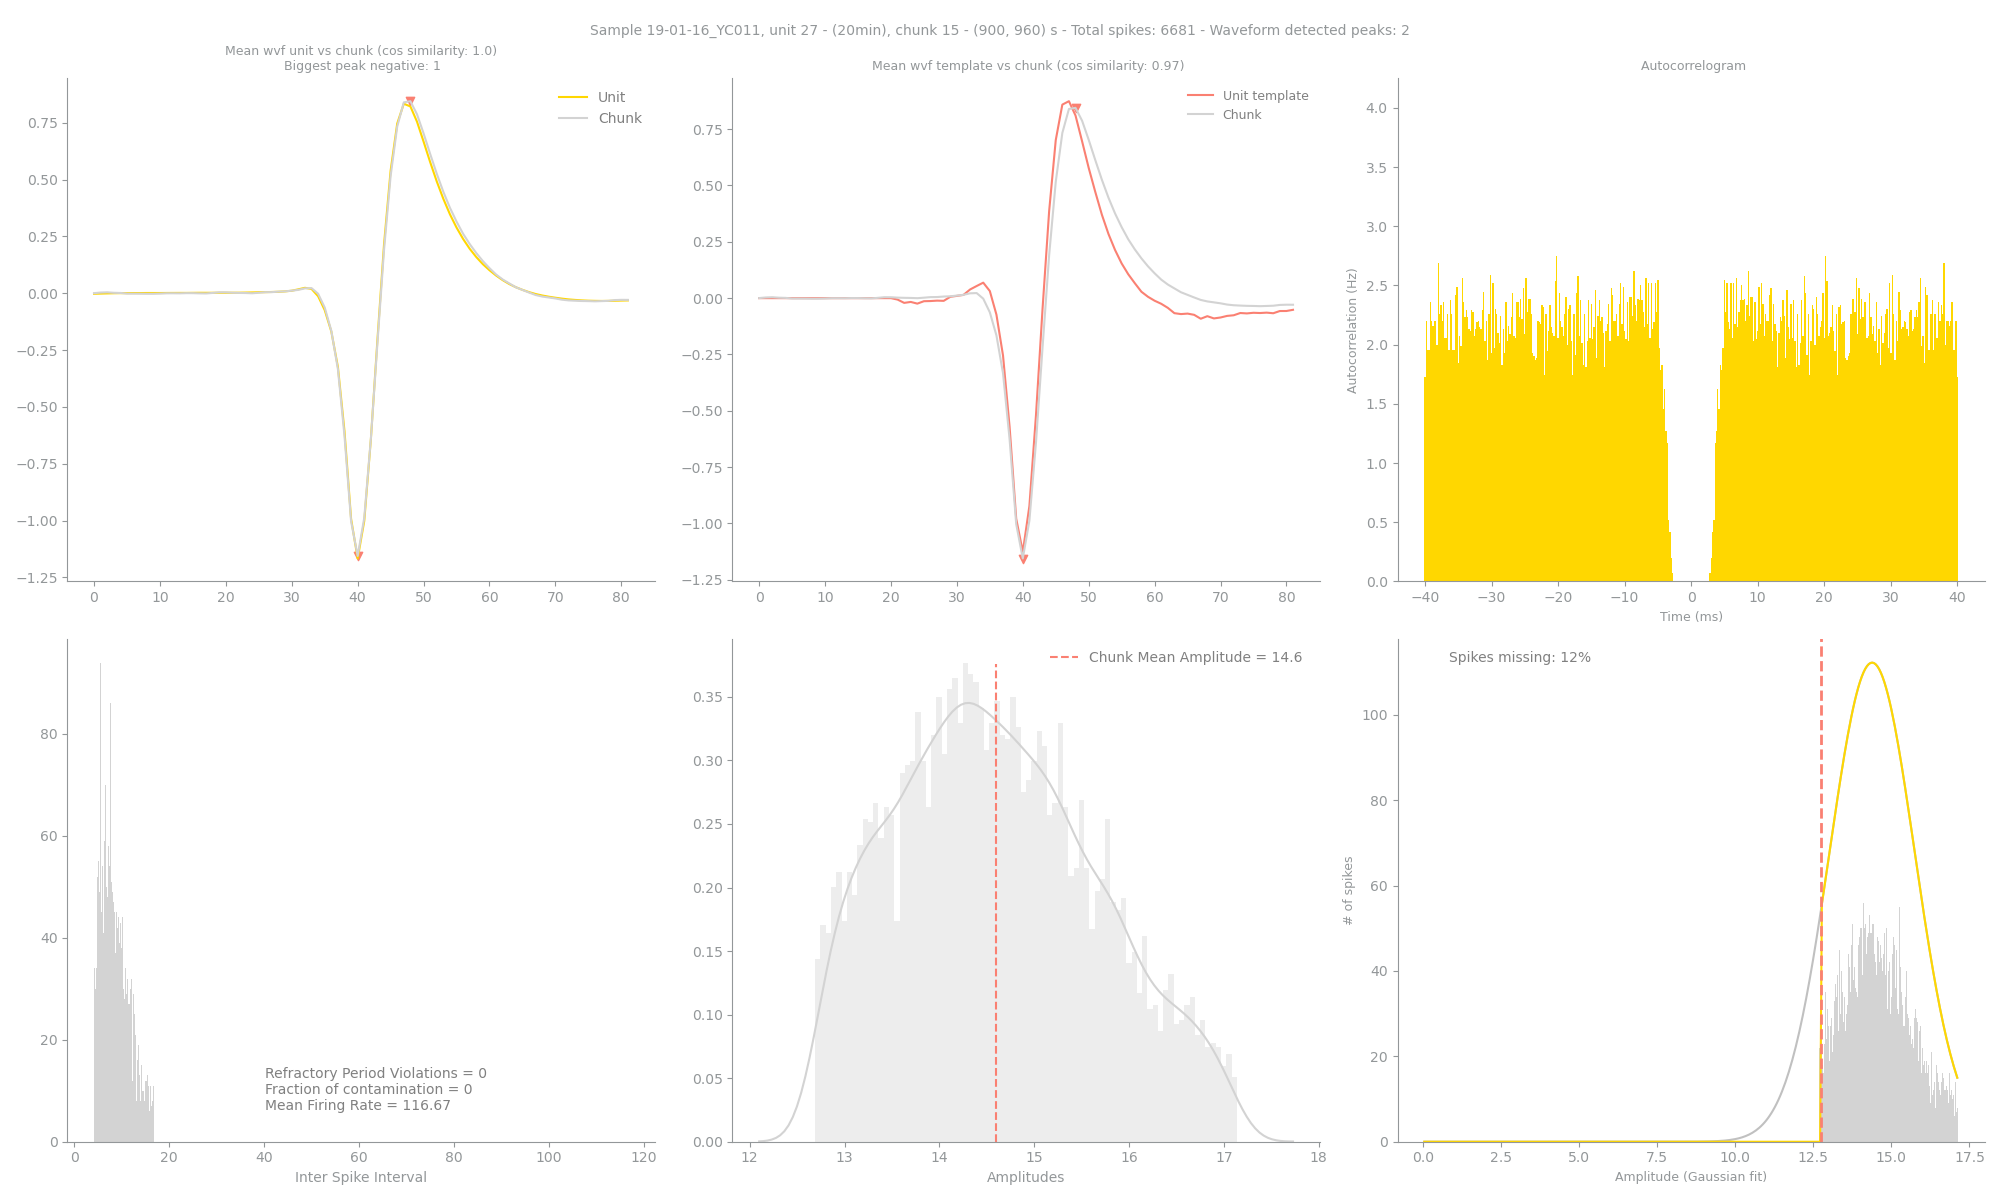 Sample 19-01-16_YC011, unit 27 - (20min), chunk 15 - (900, 960) s - Total spikes: 6681 - Waveform detected peaks: 2
Mean wvf unit vs chunk (cos similarity: 1.0)
Biggest peak negative: 1
Unit
Chunk
0.75
0.50
0.25
0.00
−0.25
−0.50
−0.75
−1.00
−1.25
0 10 20 30 40 50 60 70 80
Mean wvf template vs chunk (cos similarity: 0.97)
Unit template
Chunk
0.75
0.50
0.25
0.00
−0.25
−0.50
−0.75
−1.00
−1.25
0 10 20 30 40 50 60 70 80
Autocorrelogram
Autocorrelation (Hz)
4.0
3.5
3.0
2.5
2.0
1.5
1.0
0.5
0.0
−40 −30 −20 −10 0 10 20 30 40
Time (ms)
80
60
40
20
0
Refractory Period Violations = 0
Fraction of contamination = 0
Mean Firing Rate = 116.67
0 20 40 60 80 100 120
Inter Spike Interval
Chunk Mean Amplitude = 14.6
0.35
0.30
0.25
0.20
0.15
0.10
0.05
0.00
12 13 14 15 16 17 18
Amplitudes
Spikes missing: 12%
# of spikes
100
80
60
40
20
0
0.0 2.5 5.0 7.5 10.0 12.5 15.0 17.5
Amplitude (Gaussian fit)